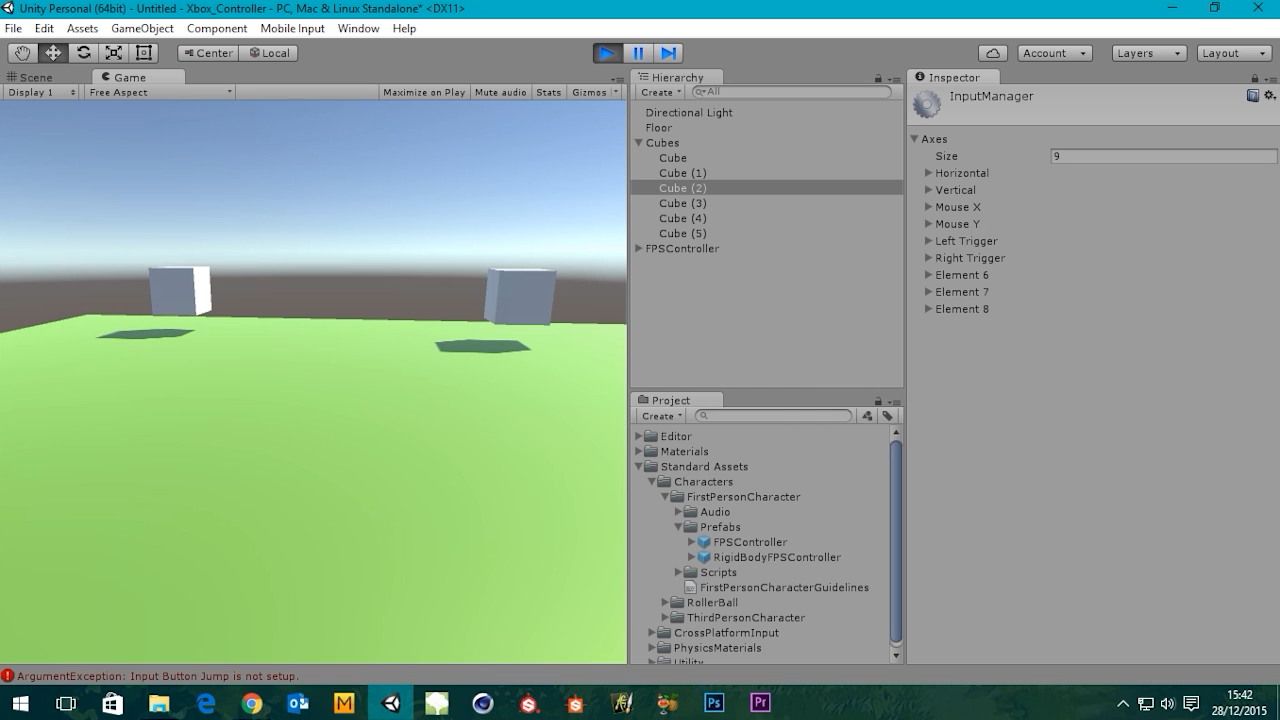 Unity Personal (64bit) - Untitled - Xbox_Controller - PC, Mac & Linux Standalone* <DX11>
File Edit Assets GameObject Component Mobile Input Window Help
Center Local Account Layers Layout
Scene Game
Display 1 Free Aspect Maximize on Play Mute audio Stats Gizmos
Hierarchy
Create All
Directional Light
Floor
Cubes
Cube
Cube (1)
Cube (2)
Cube (3)
Cube (4)
Cube (5)
FPSController
Project
Create
Editor
Materials
Standard Assets
Characters
FirstPersonCharacter
Audio
Prefabs
FPSController
RigidBodyFPSController
Scripts
FirstPersonCharacterGuidelines
RollerBall
ThirdPersonCharacter
CrossPlatformInput
PhysicsMaterials
Utility
Inspector
InputManager
Axes
Size 9
Horizontal
Vertical
Mouse X
Mouse Y
Left Trigger
Right Trigger
Element 6
Element 7
Element 8
ArgumentException: Input Button Jump is not setup.
M Ps Pr
15:42
28/12/2015